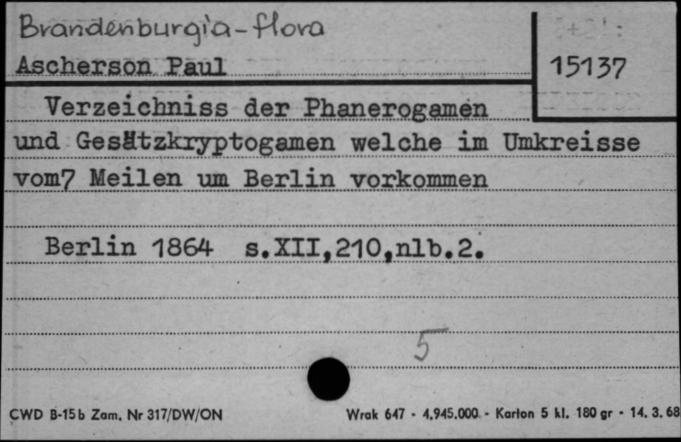 Brandenburgia-flora
Ascherson Paul
15137
Verzeichniss der Phanerogamen
und Gesätzkryptogamen welche im Umkreisse
vom7 Meilen um Berlin vorkommen
Berlin 1864 s.XII,210,nlb.2.
5
CWD B-15b Zam. Nr 317/DW/ON
Wrak 647 - 4.945.000 - Karton 5 kl. 180 gr - 14. 3. 68